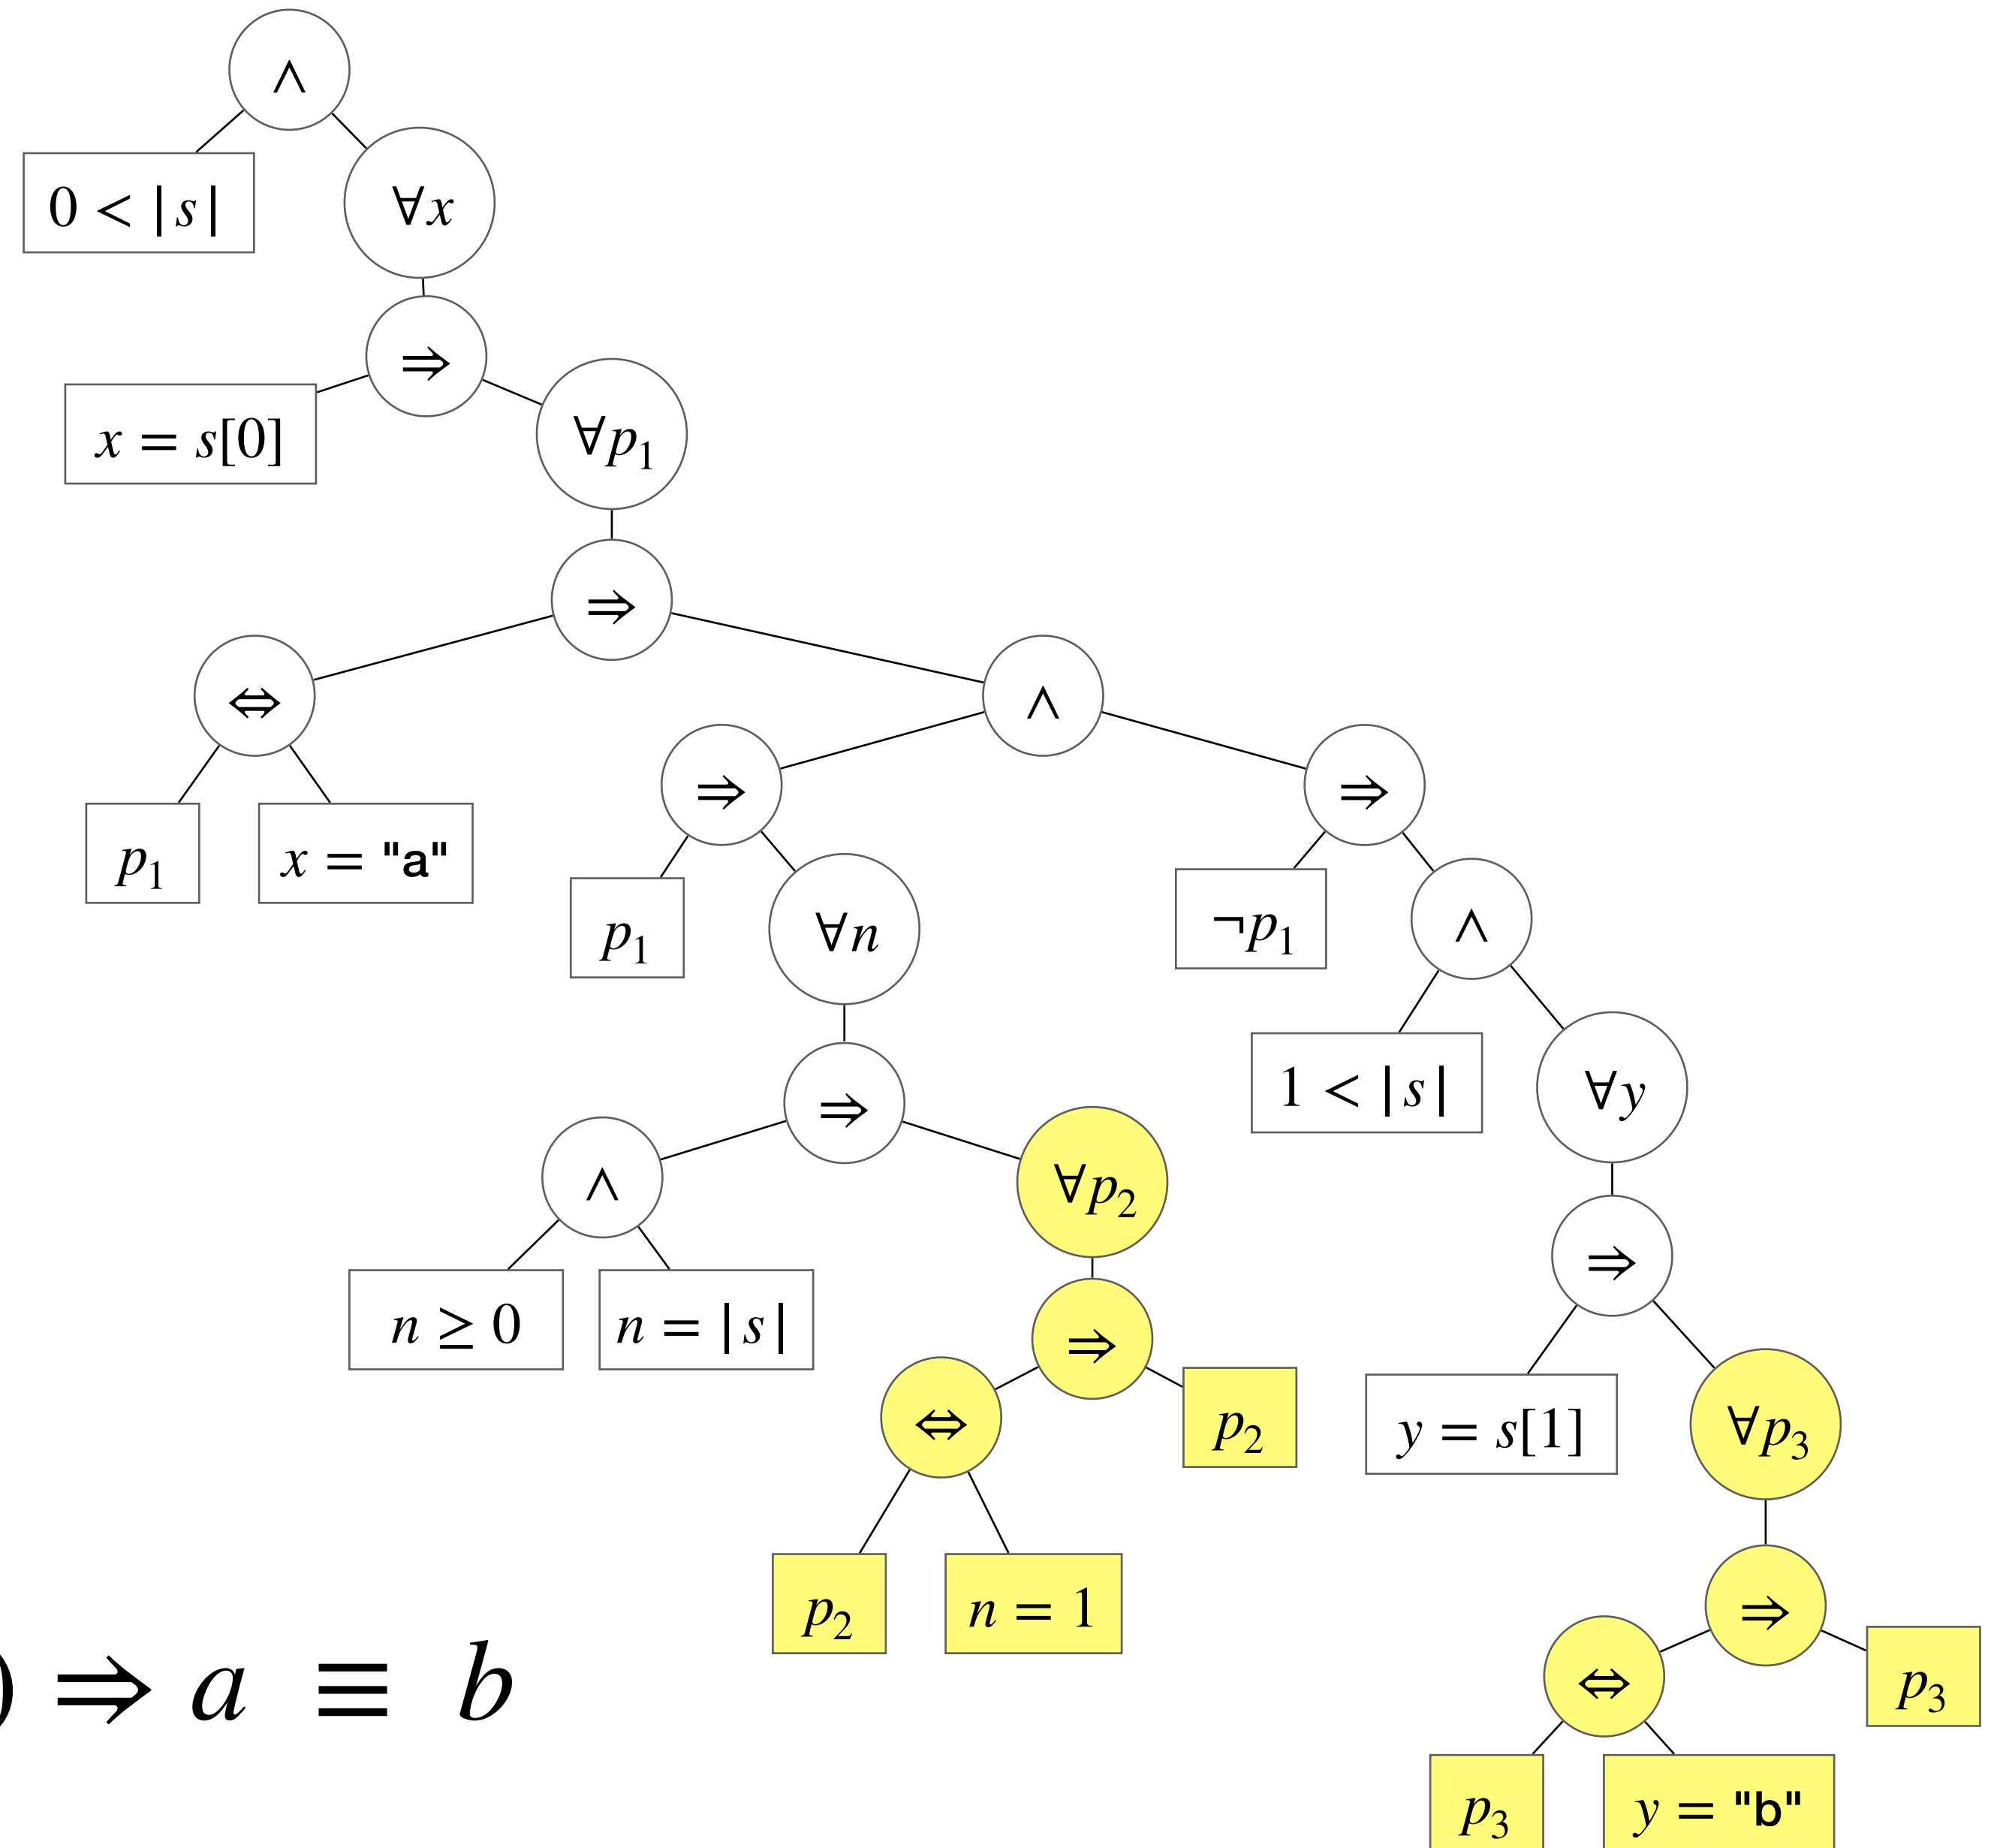 ∧
0 < |s|
∀x
⇒
x = s[0]
∀p₁
⇒
⇔
∧
p₁
x = "a"
⇒
⇒
p₁
∀n
¬p₁
∧
⇒
1 < |s|
∀y
∧
∀p₂
⇒
n ≥ 0
n = |s|
⇒
⇔
p₂
y = s[1]
∀p₃
p₂
n = 1
⇒
⇔
p₃
) ⇒ a ≡ b
p₃
y = "b"